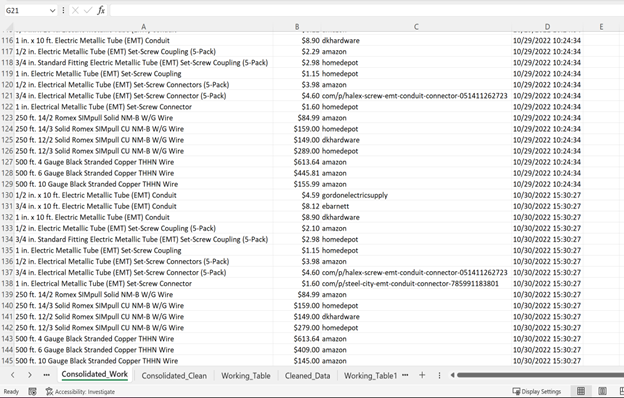 G21 fx
A B C D E
116 1 in. x 10 ft. Electric Metallic Tube (EMT) Conduit $8.90 dkhardware 10/29/2022 10:24:34
117 1/2 in. Electric Metallic Tube (EMT) Set-Screw Coupling (5-Pack) $2.29 amazon 10/29/2022 10:24:34
118 3/4 in. Standard Fitting Electric Metallic Tube (EMT) Set-Screw Coupling (5-Pack) $2.98 homedepot 10/29/2022 10:24:34
119 1 in. Electric Metallic Tube (EMT) Set-Screw Coupling $1.15 homedepot 10/29/2022 10:24:34
120 1/2 in. Electrical Metallic Tube (EMT) Set-Screw Connectors (5-Pack) $3.98 amazon 10/29/2022 10:24:34
121 3/4 in. Electrical Metallic Tube (EMT) Set-Screw Connector (5-Pack) $4.60 com/p/halex-screw-emt-conduit-connector-051411262723 10/29/2022 10:24:34
122 1 in. Electrical Metallic Tube (EMT) Set-Screw Connector $1.60 homedepot 10/29/2022 10:24:34
123 250 ft. 14/2 Romex SIMpull Solid NM-B W/G Wire $84.99 amazon 10/29/2022 10:24:34
124 250 ft. 14/3 Solid Romex SIMpull CU NM-B W/G Wire $159.00 homedepot 10/29/2022 10:24:34
125 250 ft. 12/2 Solid Romex SIMpull CU NM-B W/G Wire $149.00 dkhardware 10/29/2022 10:24:34
126 250 ft. 12/3 Solid Romex SIMpull CU NM-B W/G Wire $289.00 homedepot 10/29/2022 10:24:34
127 500 ft. 4 Gauge Black Stranded Copper THHN Wire $613.64 amazon 10/29/2022 10:24:34
128 500 ft. 6 Gauge Black Stranded Copper THHN Wire $445.81 amazon 10/29/2022 10:24:34
129 500 ft. 10 Gauge Black Stranded Copper THHN Wire $155.99 amazon 10/29/2022 10:24:34
130 1/2 in. x 10 ft. Electric Metallic Tube (EMT) Conduit $4.59 gordonelectricsupply 10/30/2022 15:30:27
131 3/4 in. x 10 ft. Electric Metallic Tube (EMT) Conduit $8.12 ebarnett 10/30/2022 15:30:27
132 1 in. x 10 ft. Electric Metallic Tube (EMT) Conduit $8.90 dkhardware 10/30/2022 15:30:27
133 1/2 in. Electric Metallic Tube (EMT) Set-Screw Coupling (5-Pack) $2.10 amazon 10/30/2022 15:30:27
134 3/4 in. Standard Fitting Electric Metallic Tube (EMT) Set-Screw Coupling (5-Pack) $2.98 homedepot 10/30/2022 15:30:27
135 1 in. Electric Metallic Tube (EMT) Set-Screw Coupling $1.15 homedepot 10/30/2022 15:30:27
136 1/2 in. Electrical Metallic Tube (EMT) Set-Screw Connectors (5-Pack) $3.98 amazon 10/30/2022 15:30:27
137 3/4 in. Electrical Metallic Tube (EMT) Set-Screw Connector (5-Pack) $4.60 com/p/halex-screw-emt-conduit-connector-051411262723 10/30/2022 15:30:27
138 1 in. Electrical Metallic Tube (EMT) Set-Screw Connector $1.60 com/p/steel-city-emt-conduit-connector-785991183801 10/30/2022 15:30:27
139 250 ft. 14/2 Romex SIMpull Solid NM-B W/G Wire $84.99 amazon 10/30/2022 15:30:27
140 250 ft. 14/3 Solid Romex SIMpull CU NM-B W/G Wire $159.00 homedepot 10/30/2022 15:30:27
141 250 ft. 12/2 Solid Romex SIMpull CU NM-B W/G Wire $149.00 dkhardware 10/30/2022 15:30:27
142 250 ft. 12/3 Solid Romex SIMpull CU NM-B W/G Wire $279.00 homedepot 10/30/2022 15:30:27
143 500 ft. 4 Gauge Black Stranded Copper THHN Wire $613.64 amazon 10/30/2022 15:30:27
144 500 ft. 6 Gauge Black Stranded Copper THHN Wire $409.00 amazon 10/30/2022 15:30:27
145 500 ft. 10 Gauge Black Stranded Copper THHN Wire $145.00 amazon 10/30/2022 15:30:27
Consolidated_Work Consolidated_Clean Working_Table Cleaned_Data Working_Table1
Ready Accessibility: Investigate Display Settings